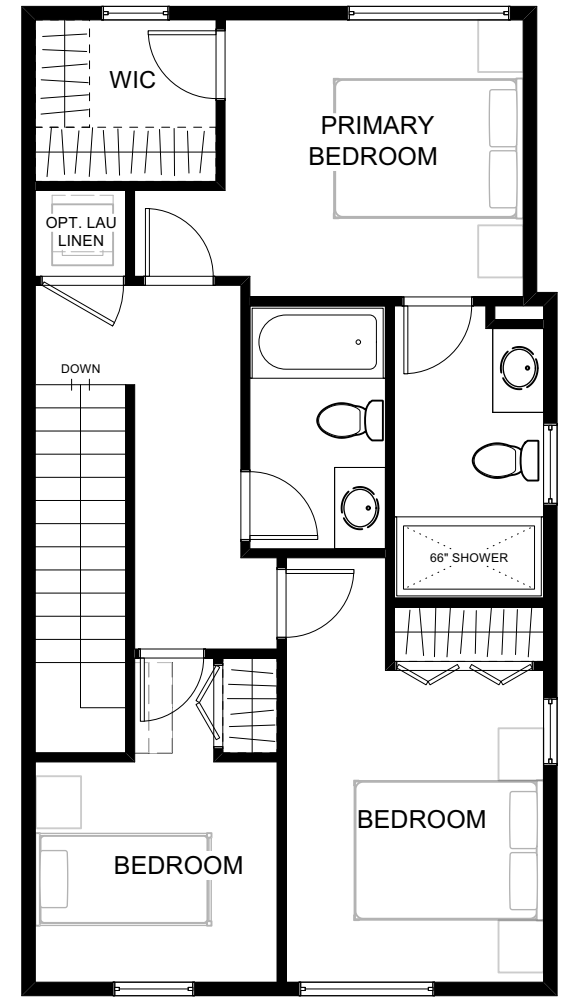 WIC
PRIMARY
BEDROOM
OPT. LAU
LINEN
DOWN
66" SHOWER
BEDROOM
BEDROOM